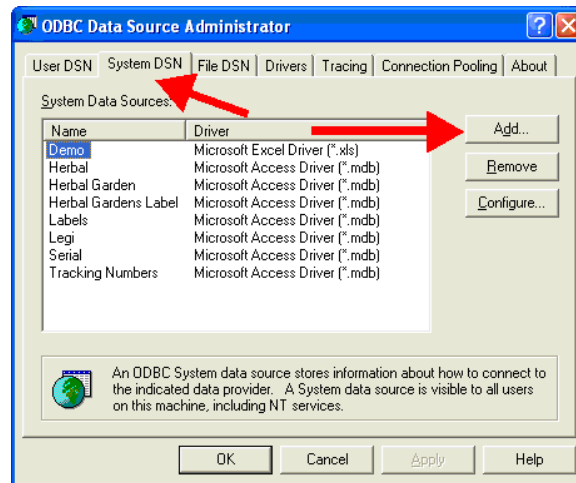 ODBC Data Source Administrator
User DSN System DSN File DSN Drivers Tracing Connection Pooling About
System Data Sources:
Name Driver
Demo Microsoft Excel Driver (*.xls)
Herbal Microsoft Access Driver (*.mdb)
Herbal Garden Microsoft Access Driver (*.mdb)
Herbal Gardens Label Microsoft Access Driver (*.mdb)
Labels Microsoft Access Driver (*.mdb)
Legi Microsoft Access Driver (*.mdb)
Serial Microsoft Access Driver (*.mdb)
Tracking Numbers Microsoft Access Driver (*.mdb)
Add...
Remove
Configure...
An ODBC System data source stores information about how to connect to
the indicated data provider. A System data source is visible to all users
on this machine, including NT services.
OK Cancel Apply Help